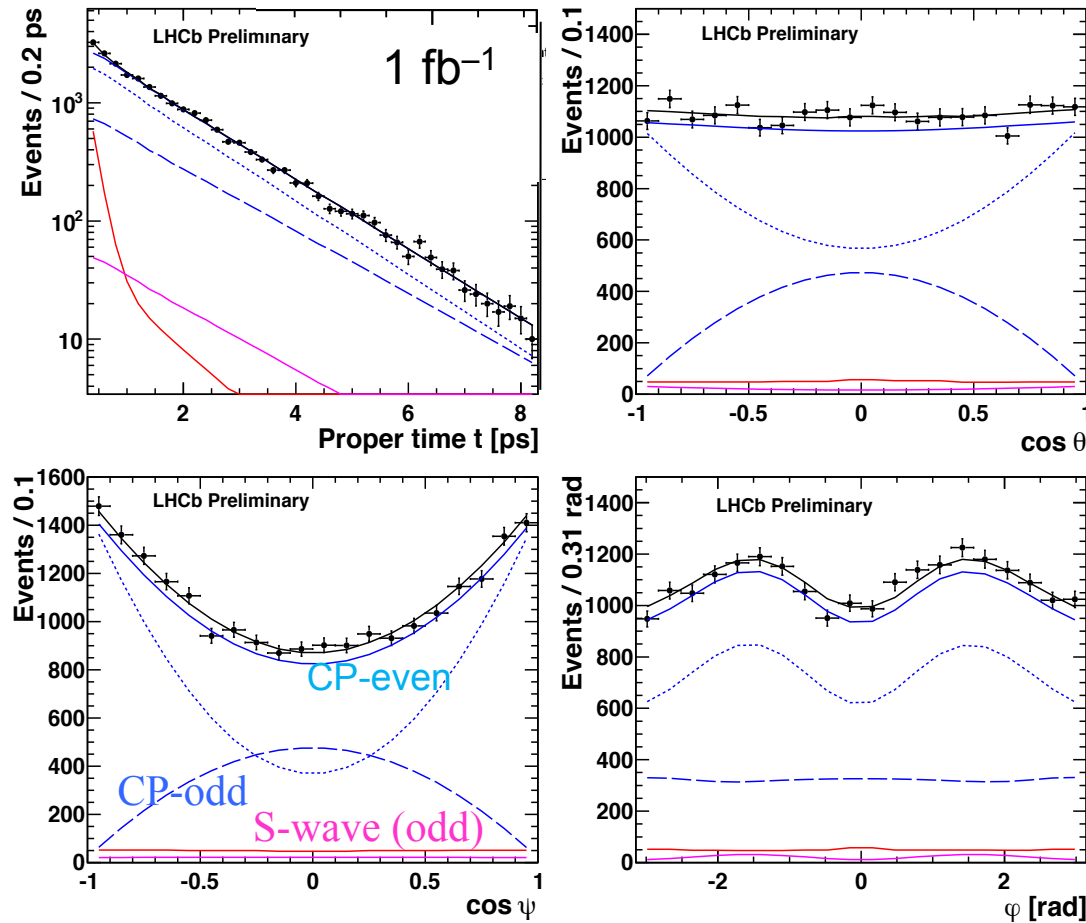 LHCb Preliminary
1 fb⁻¹
Events / 0.2 ps
10³
10²
10
2 4 6 8
Proper time t [ps]
LHCb Preliminary
Events / 0.1
1400
1200
1000
800
600
400
200
0
-1 -0.5 0 0.5 1
cos θ
LHCb Preliminary
Events / 0.1
1600
1400
1200
1000
800
600
400
200
0
CP-even
CP-odd
S-wave (odd)
-1 -0.5 0 0.5 1
cos ψ
LHCb Preliminary
Events / 0.31 rad
1400
1200
1000
800
600
400
200
0
-2 0 2
φ [rad]